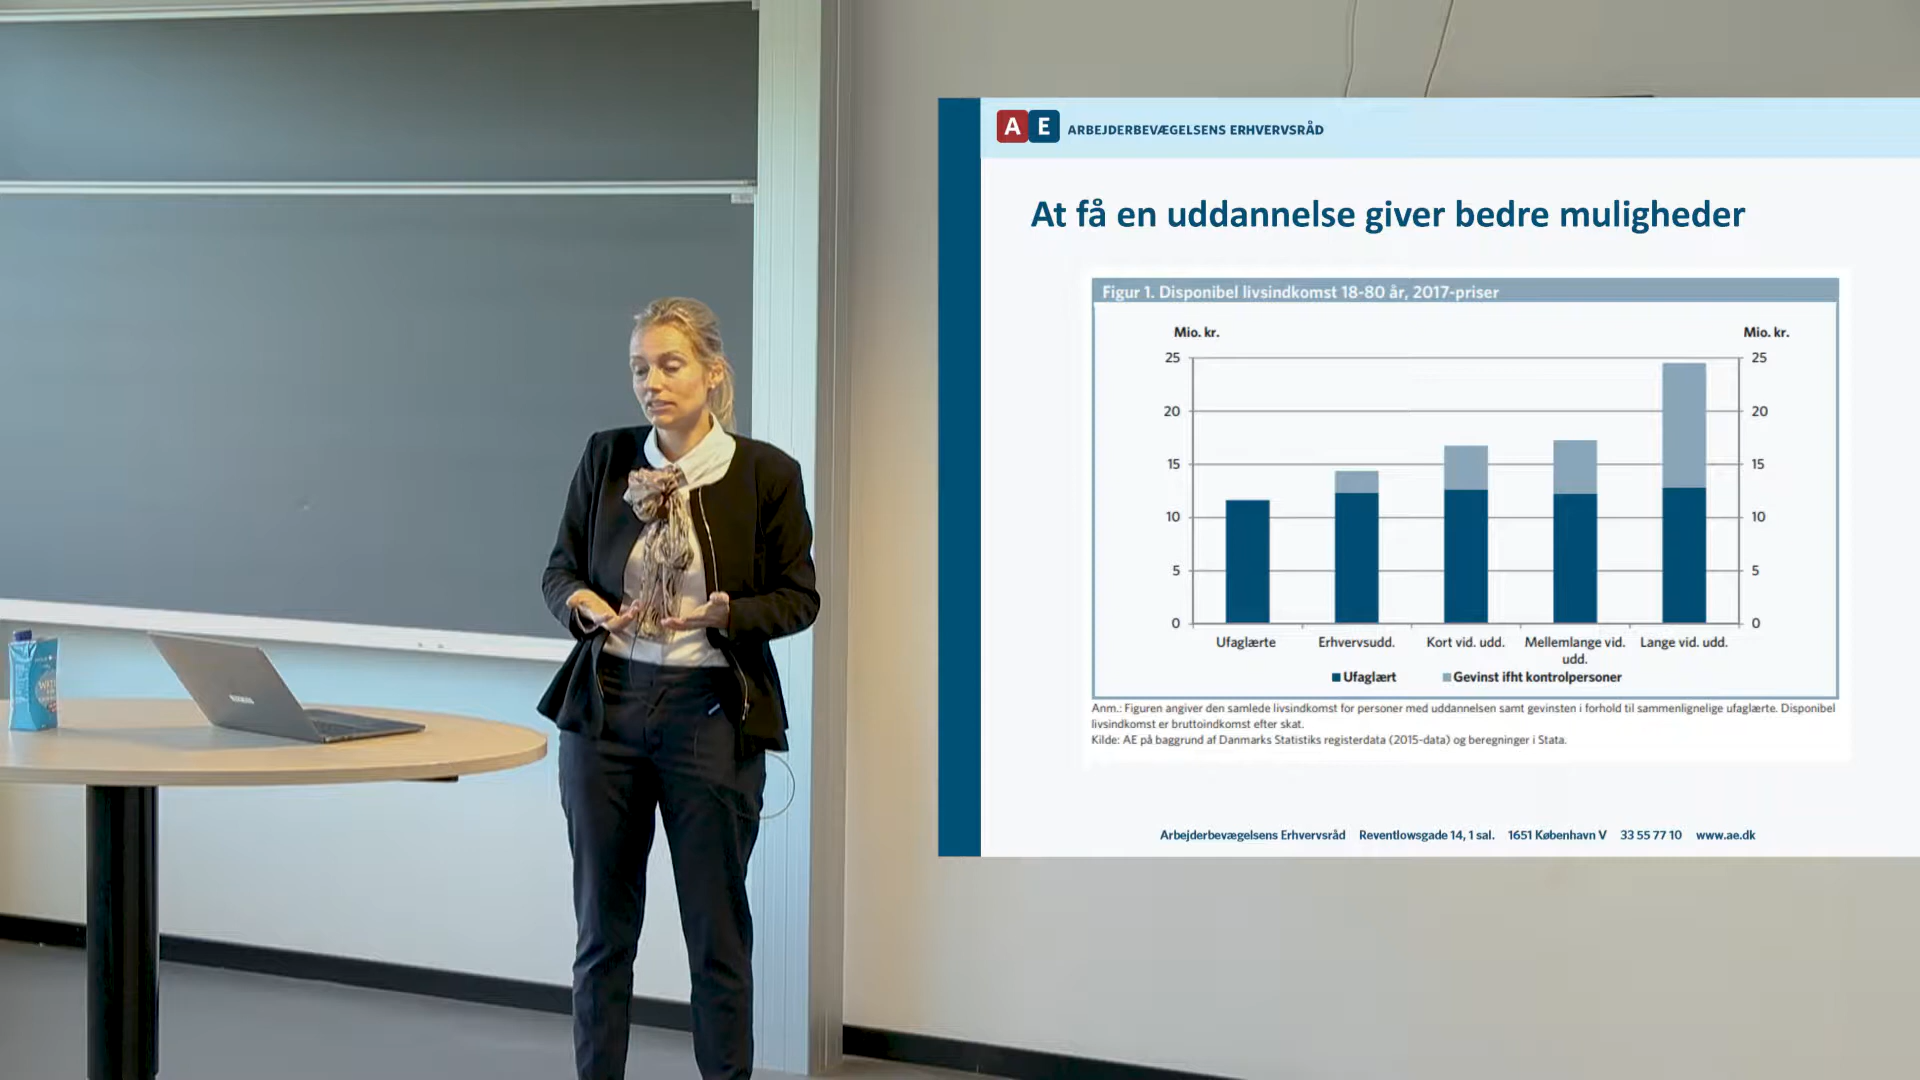 A E ARBEJDERBEVÆGELSENS ERHVERVSRÅD
At få en uddannelse giver bedre muligheder
Figur 1. Disponibel livsindkomst 18-80 år, 2017-priser
Mio. kr. Mio. kr.
25 25
20 20
15 15
10 10
5 5
0 0
Ufaglærte Erhvervsudd. Kort vid. udd. Mellemlange vid. udd. Lange vid. udd.
Ufaglært Gevinst ifht kontrolpersoner
Anm.: Figuren angiver den samlede livsindkomst for personer med uddannelsen samt gevinsten i forhold til sammenlignelige ufaglærte. Disponibel
livsindkomst er bruttoindkomst efter skat.
Kilde: AE på baggrund af Danmarks Statistiks registerdata (2015-data) og beregninger i Stata.
Arbejderbevægelsens Erhvervsråd Reventlowsgade 14, 1 sal. 1651 København V 33 55 77 10 www.ae.dk